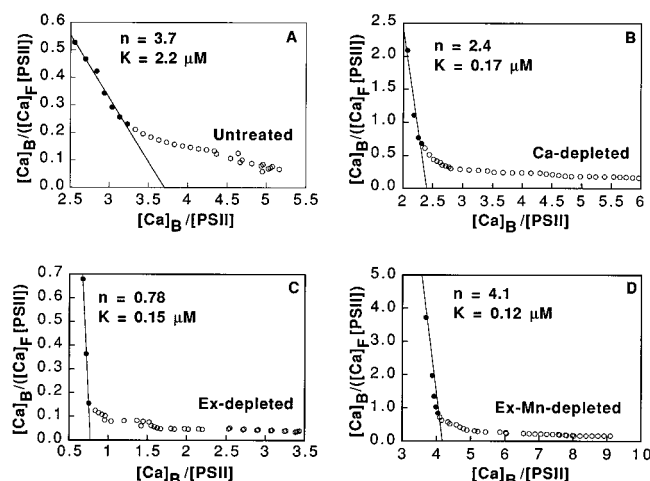 A
n = 3.7
K = 2.2 μM
Untreated
[Ca]B/([Ca]F[PSII])
0.6
0.5
0.4
0.3
0.2
0.1
0.0
2.5 3 3.5 4 4.5 5 5.5
[Ca]B/[PSII]
B
n = 2.4
K = 0.17 μM
Ca-depleted
[Ca]B/([Ca]F[PSII])
2.5
2.0
1.5
1.0
0.5
0.0
2 2.5 3 3.5 4 4.5 5 5.5 6
[Ca]B/[PSII]
C
n = 0.78
K = 0.15 μM
Ex-depleted
[Ca]B/([Ca]F[PSII])
0.7
0.6
0.5
0.4
0.3
0.2
0.1
0.0
0.5 1 1.5 2 2.5 3 3.5
[Ca]B/[PSII]
D
n = 4.1
K = 0.12 μM
Ex-Mn-depleted
[Ca]B/([Ca]F[PSII])
5.0
4.0
3.0
2.0
1.0
0.0
3 4 5 6 7 8 9 10
[Ca]B/[PSII]